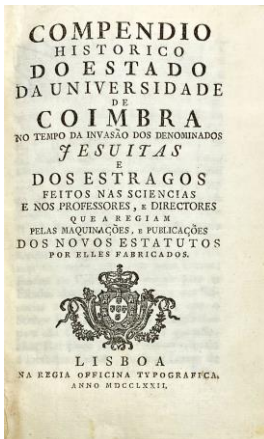 COMPENDIO
HISTORICO
DO ESTADO
DA UNIVERSIDADE
DE
COIMBRA
NO TEMPO DA INVASÃO DOS DENOMINADOS
JESUITAS
E
DOS ESTRAGOS
FEITOS NAS SCIENCIAS
E NOS PROFESSORES, E DIRECTORES
QUE A REGIAM
PELAS MAQUINAÇÕES, E PUBLICAÇÕES
DOS NOVOS ESTATUTOS
POR ELLES FABRICADOS.
LISBOA
NA REGIA OFFICINA TYPOGRAFICA.
ANNO MDCCLXXII.